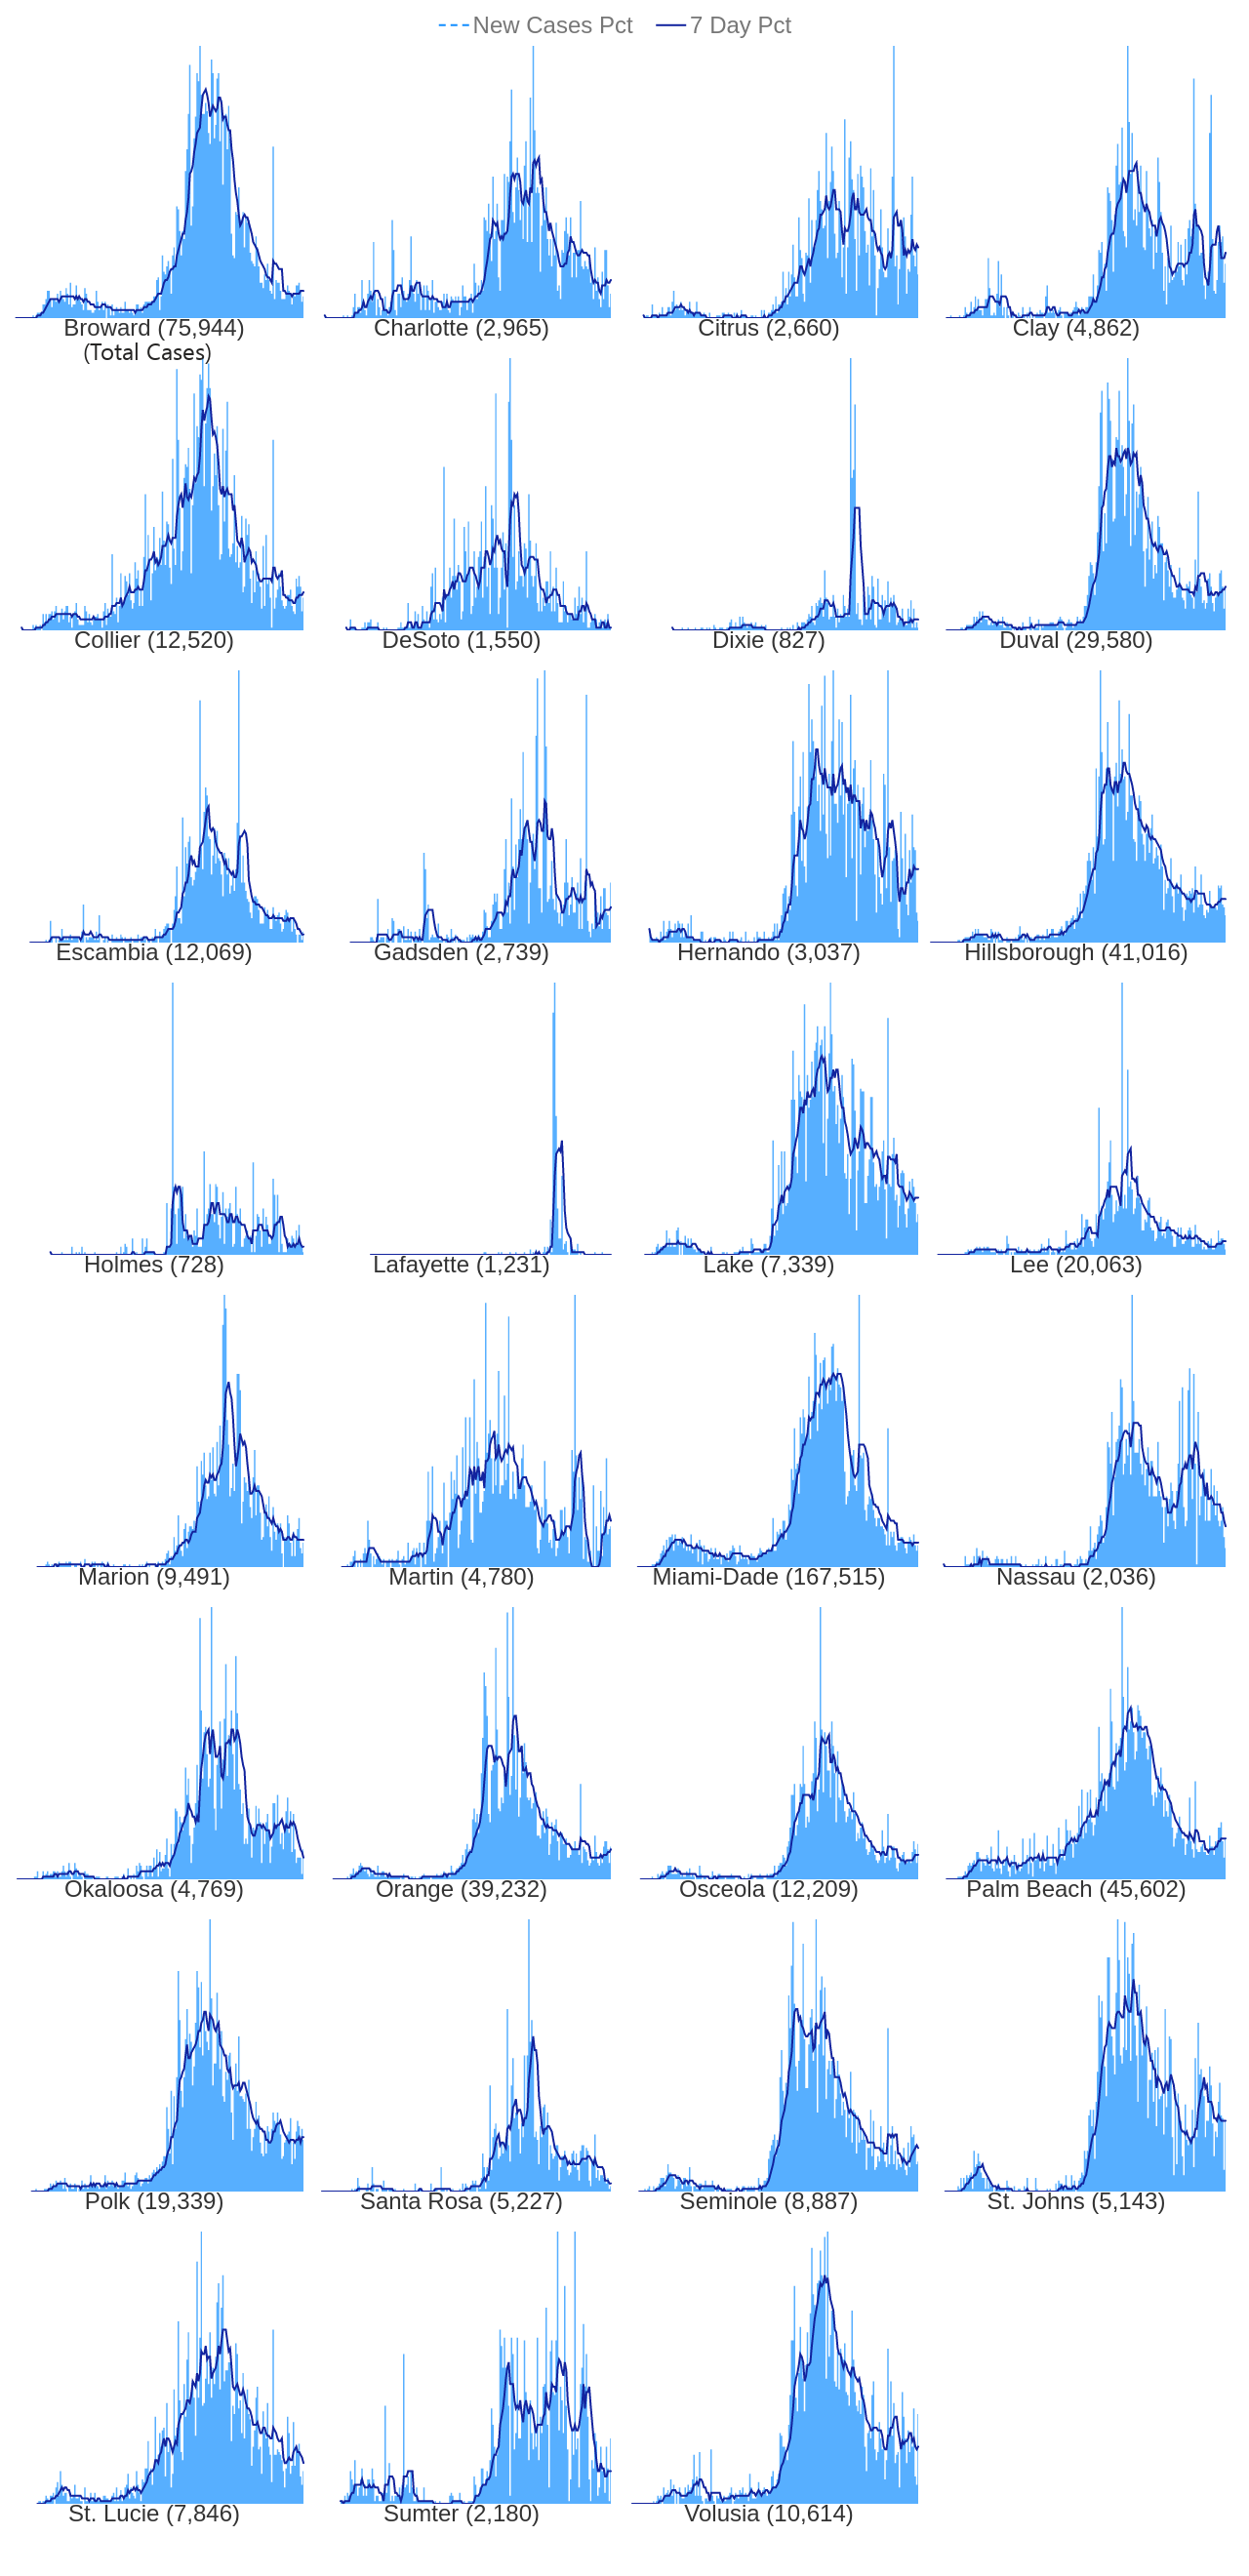 New Cases Pct 7 Day Pct
Broward (75,944) Charlotte (2,965) Citrus (2,660) Clay (4,862)
(Total Cases)
Collier (12,520) DeSoto (1,550) Dixie (827) Duval (29,580)
Escambia (12,069) Gadsden (2,739) Hernando (3,037) Hillsborough (41,016)
Holmes (728) Lafayette (1,231) Lake (7,339) Lee (20,063)
Marion (9,491) Martin (4,780) Miami-Dade (167,515) Nassau (2,036)
Okaloosa (4,769) Orange (39,232) Osceola (12,209) Palm Beach (45,602)
Polk (19,339) Santa Rosa (5,227) Seminole (8,887) St. Johns (5,143)
St. Lucie (7,846) Sumter (2,180) Volusia (10,614)